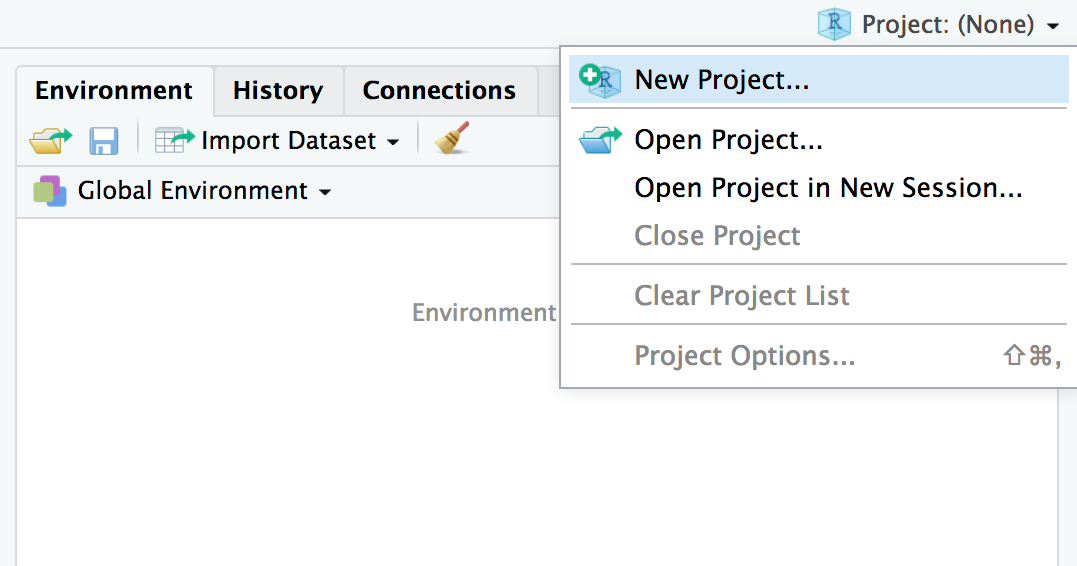 Project: (None)
Environment History Connections
Import Dataset
Global Environment
Environment
New Project...
Open Project...
Open Project in New Session...
Close Project
Clear Project List
Project Options... ⇧⌘,